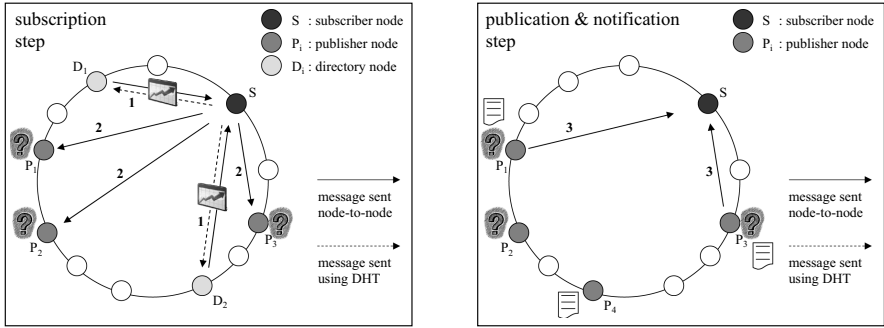 subscription
step
S : subscriber node
Pi : publisher node
Di : directory node
D1
S
1
2
2
2
P1
1
P2
P3
D2
message sent
node-to-node
message sent
using DHT
publication & notification
step
S : subscriber node
Pi : publisher node
S
3
P1
3
P2
P3
P4
message sent
node-to-node
message sent
using DHT